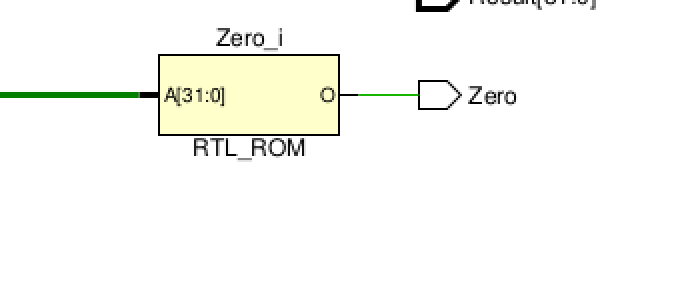 Zero_i
A[31:0] O
Zero
RTL_ROM